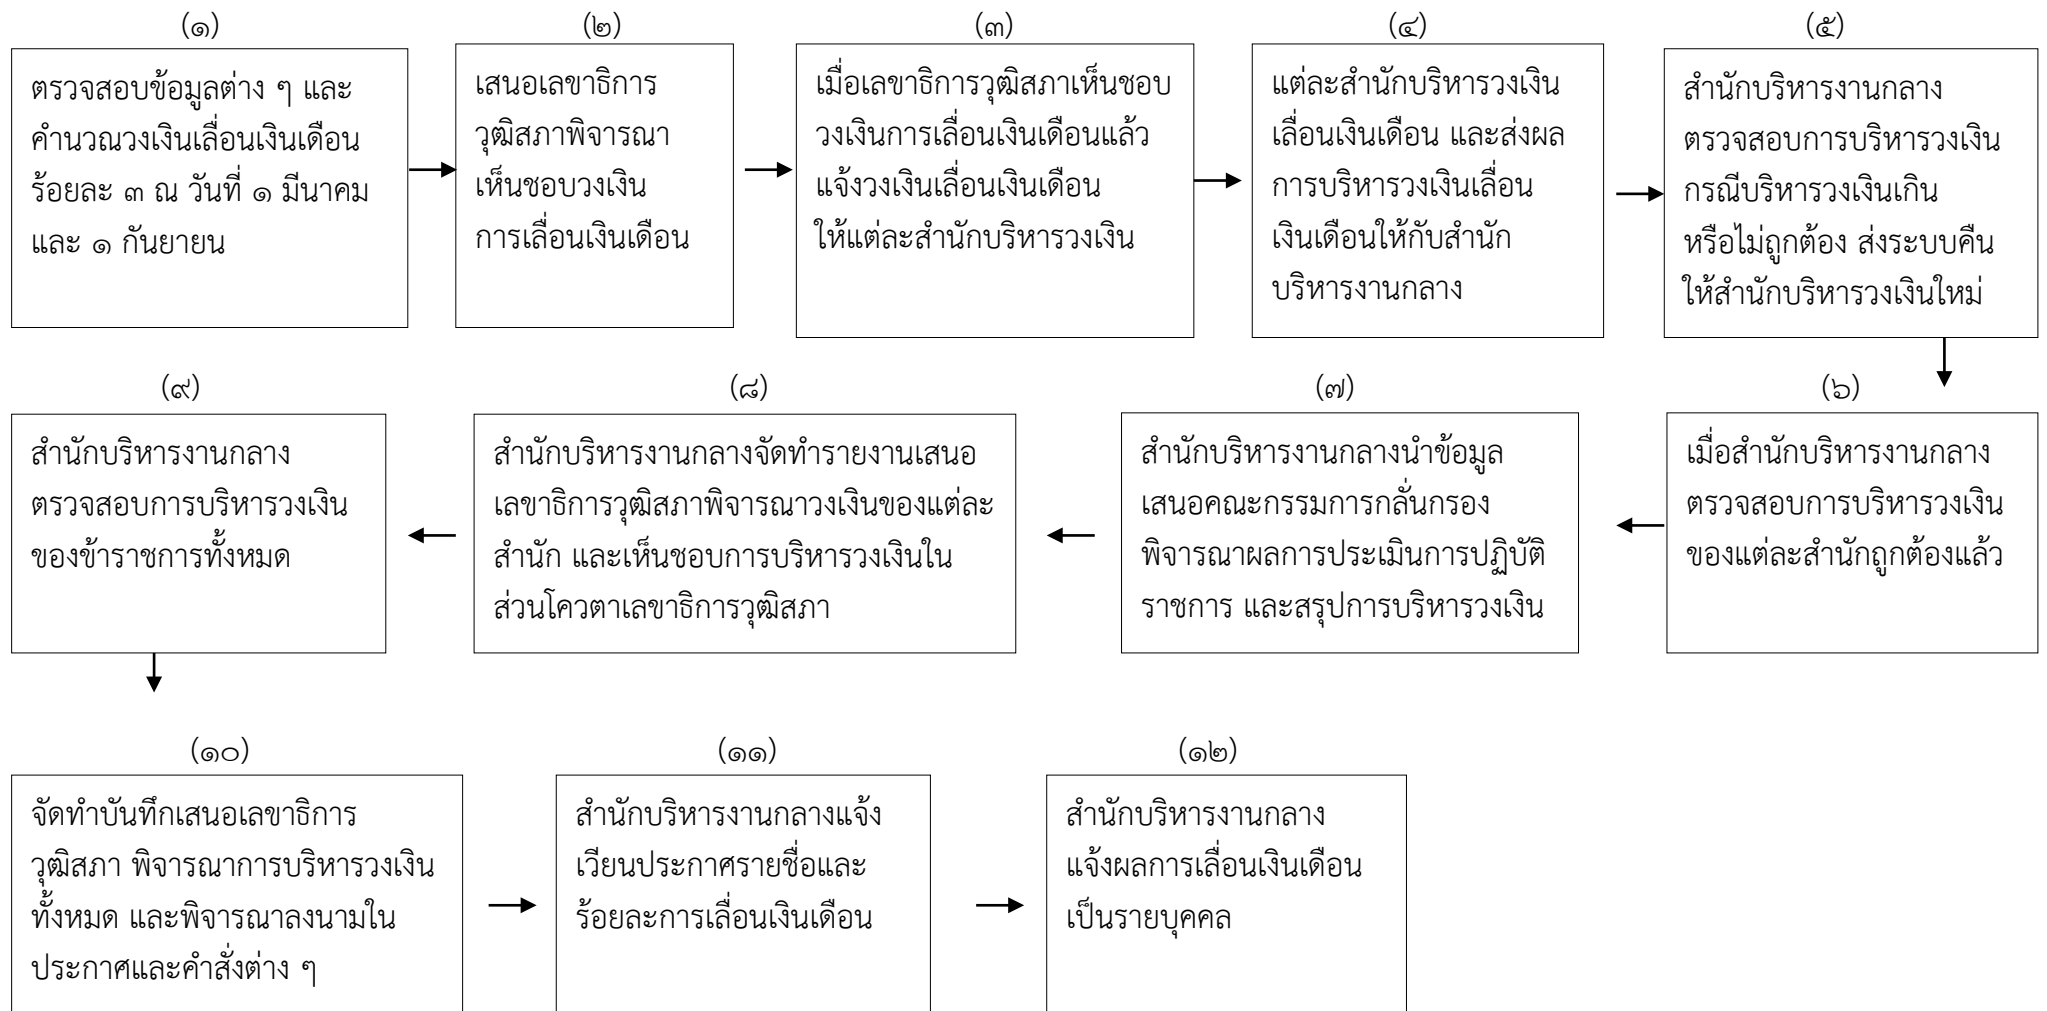 (๑)
ตรวจสอบข้อมูลต่าง ๆ และ
คำนวณวงเงินเลื่อนเงินเดือน
ร้อยละ ๓ ณ วันที่ ๑ มีนาคม
และ ๑ กันยายน
(๒)
เสนอเลขาธิการ
วุฒิสภาพิจารณา
เห็นชอบวงเงิน
การเลื่อนเงินเดือน
(๓)
เมื่อเลขาธิการวุฒิสภาเห็นชอบ
วงเงินการเลื่อนเงินเดือนแล้ว
แจ้งวงเงินเลื่อนเงินเดือน
ให้แต่ละสำนักบริหารวงเงิน
(๔)
แต่ละสำนักบริหารวงเงิน
เลื่อนเงินเดือน และส่งผล
การบริหารวงเงินเลื่อน
เงินเดือนให้กับสำนัก
บริหารงานกลาง
(๕)
สำนักบริหารงานกลาง
ตรวจสอบการบริหารวงเงิน
กรณีบริหารวงเงินเกิน
หรือไม่ถูกต้อง ส่งระบบคืน
ให้สำนักบริหารวงเงินใหม่
(๖)
เมื่อสำนักบริหารงานกลาง
ตรวจสอบการบริหารวงเงิน
ของแต่ละสำนักถูกต้องแล้ว
(๗)
สำนักบริหารงานกลางนำข้อมูล
เสนอคณะกรรมการกลั่นกรอง
พิจารณาผลการประเมินการปฏิบัติ
ราชการ และสรุปการบริหารวงเงิน
(๘)
สำนักบริหารงานกลางจัดทำรายงานเสนอ
เลขาธิการวุฒิสภาพิจารณาวงเงินของแต่ละ
สำนัก และเห็นชอบการบริหารวงเงินใน
ส่วนโควตาเลขาธิการวุฒิสภา
(๙)
สำนักบริหารงานกลาง
ตรวจสอบการบริหารวงเงิน
ของข้าราชการทั้งหมด
(๑๐)
จัดทำบันทึกเสนอเลขาธิการ
วุฒิสภา พิจารณาการบริหารวงเงิน
ทั้งหมด และพิจารณาลงนามใน
ประกาศและคำสั่งต่าง ๆ
(๑๑)
สำนักบริหารงานกลางแจ้ง
เวียนประกาศรายชื่อและ
ร้อยละการเลื่อนเงินเดือน
(๑๒)
สำนักบริหารงานกลาง
แจ้งผลการเลื่อนเงินเดือน
เป็นรายบุคคล